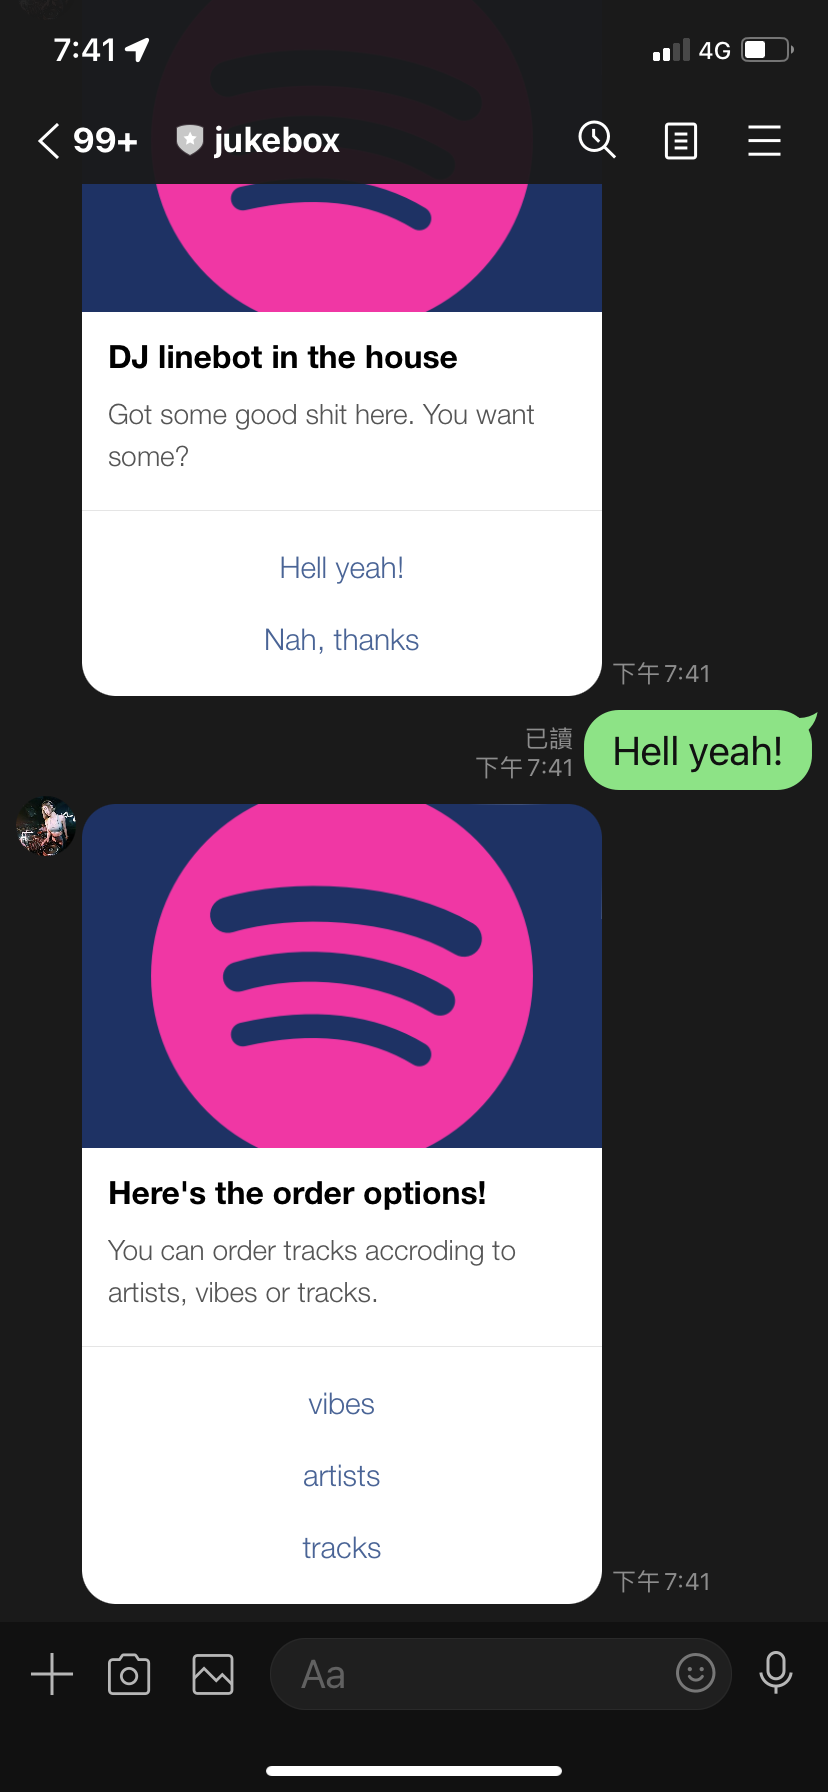 7:41
4G
99+
jukebox
DJ linebot in the house
Got some good shit here. You want
some?
Hell yeah!
Nah, thanks
下午 7:41
已讀
下午 7:41
Hell yeah!
Here's the order options!
You can order tracks accroding to
artists, vibes or tracks.
vibes
artists
tracks
下午 7:41
Aa